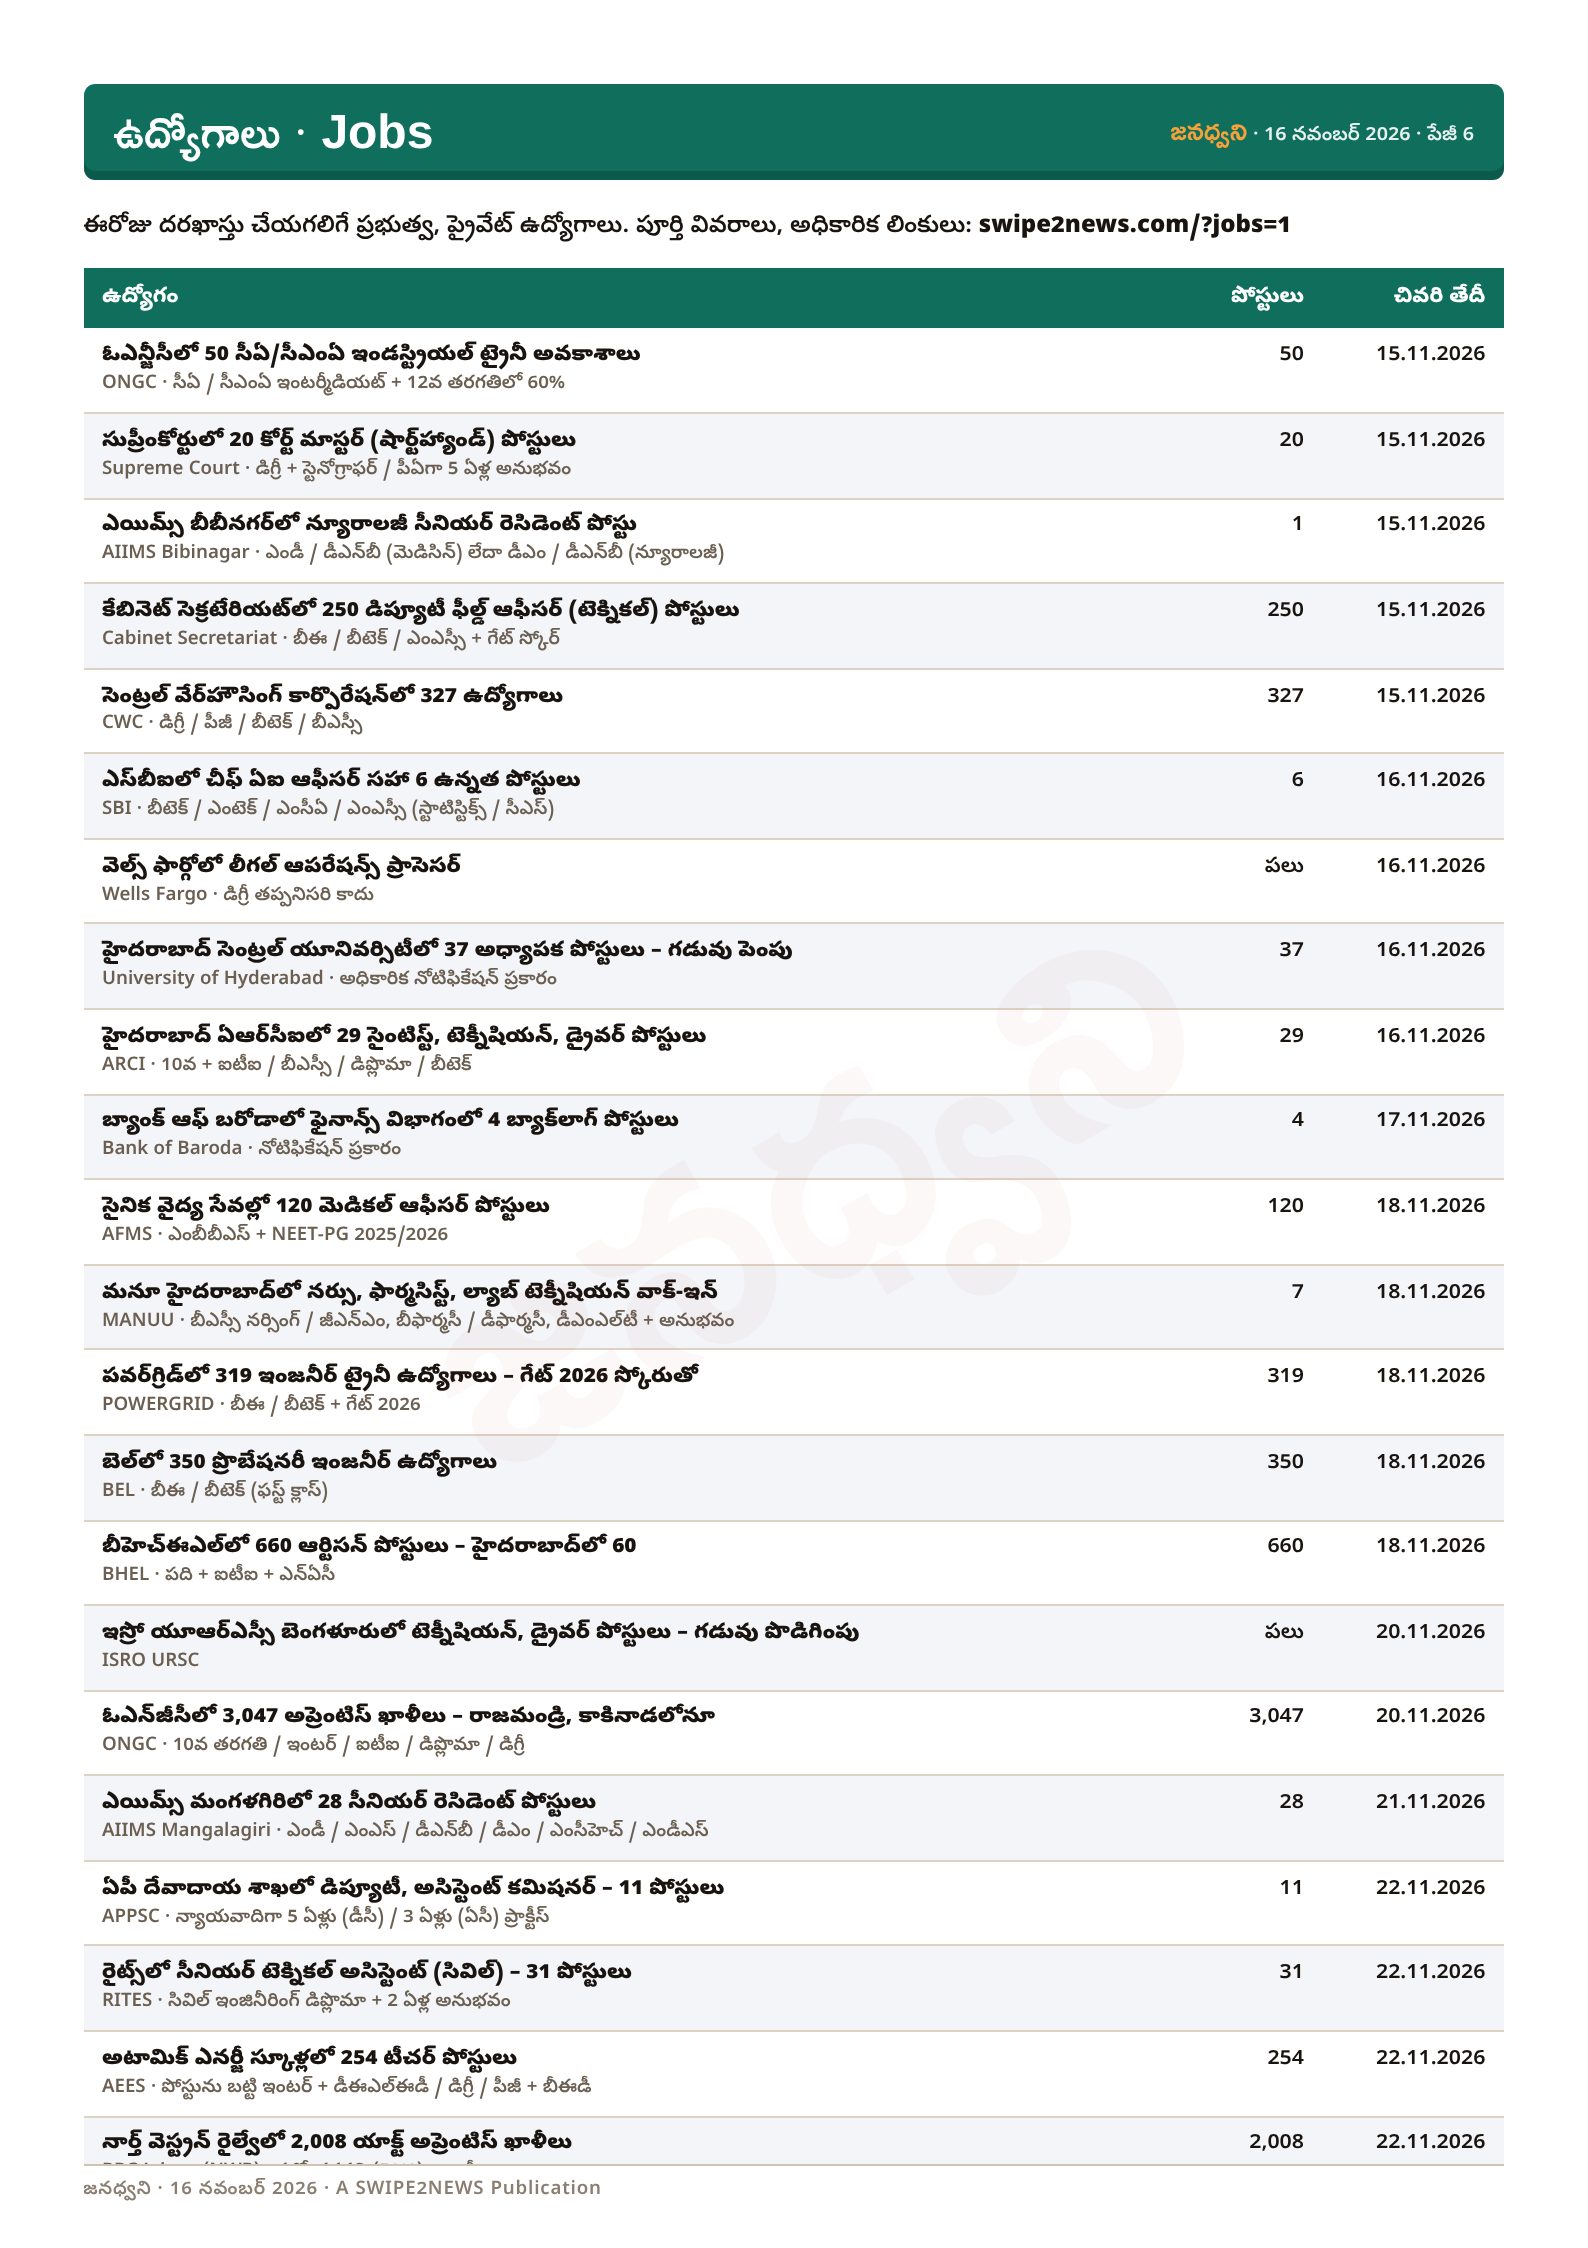 ఉద్యోగాలు · Jobs
జనధ్వని · 16 నవంబర్ 2026 · పేజీ 6
ఈరోజు దరఖాస్తు చేయగలిగే ప్రభుత్వ, ప్రైవేట్ ఉద్యోగాలు. పూర్తి వివరాలు, అధికారిక లింకులు: swipe2news.com/?jobs=1
ఉద్యోగం పోస్టులు చివరి తేదీ
ఓఎన్జీసీలో 50 సీఏ/సీఎంఏ ఇండస్ట్రియల్ ట్రైనీ అవకాశాలు 50 15.11.2026
ONGC · సీఏ / సీఎంఏ ఇంటర్మీడియట్ + 12వ తరగతిలో 60%
సుప్రీంకోర్టులో 20 కోర్ట్ మాస్టర్ (షార్ట్‌హ్యాండ్) పోస్టులు 20 15.11.2026
Supreme Court · డిగ్రీ + స్టెనోగ్రాఫర్ / పీఏగా 5 ఏళ్ల అనుభవం
ఎయిమ్స్ బీబీనగర్‌లో న్యూరాలజీ సీనియర్ రెసిడెంట్ పోస్టు 1 15.11.2026
AIIMS Bibinagar · ఎండీ / డీఎన్‌బీ (మెడిసిన్) లేదా డీఎం / డీఎన్‌బీ (న్యూరాలజీ)
కేబినెట్ సెక్రటేరియట్‌లో 250 డిప్యూటీ ఫీల్డ్ ఆఫీసర్ (టెక్నికల్) పోస్టులు 250 15.11.2026
Cabinet Secretariat · బీఈ / బీటెక్ / ఎంఎస్సీ + గేట్ స్కోర్
సెంట్రల్ వేర్‌హౌసింగ్ కార్పొరేషన్‌లో 327 ఉద్యోగాలు 327 15.11.2026
CWC · డిగ్రీ / పీజీ / బీటెక్ / బీఎస్సీ
ఎస్‌బీఐలో చీఫ్ ఏఐ ఆఫీసర్ సహా 6 ఉన్నత పోస్టులు 6 16.11.2026
SBI · బీటెక్ / ఎంటెక్ / ఎంసీఏ / ఎంఎస్సీ (స్టాటిస్టిక్స్ / సీఎస్)
వెల్స్ ఫార్గోలో లీగల్ ఆపరేషన్స్ ప్రాసెసర్ పలు 16.11.2026
Wells Fargo · డిగ్రీ తప్పనిసరి కాదు
హైదరాబాద్ సెంట్రల్ యూనివర్సిటీలో 37 అధ్యాపక పోస్టులు – గడువు పెంపు 37 16.11.2026
University of Hyderabad · అధికారిక నోటిఫికేషన్ ప్రకారం
హైదరాబాద్ ఏఆర్‌సీఐలో 29 సైంటిస్ట్, టెక్నీషియన్, డ్రైవర్ పోస్టులు 29 16.11.2026
ARCI · 10వ + ఐటీఐ / బీఎస్సీ / డిప్లొమా / బీటెక్
బ్యాంక్ ఆఫ్ బరోడాలో ఫైనాన్స్ విభాగంలో 4 బ్యాక్‌లాగ్ పోస్టులు 4 17.11.2026
Bank of Baroda · నోటిఫికేషన్ ప్రకారం
సైనిక వైద్య సేవల్లో 120 మెడికల్ ఆఫీసర్ పోస్టులు 120 18.11.2026
AFMS · ఎంబీబీఎస్ + NEET-PG 2025/2026
మనూ హైదరాబాద్‌లో నర్సు, ఫార్మసిస్ట్, ల్యాబ్ టెక్నీషియన్ వాక్-ఇన్ 7 18.11.2026
MANUU · బీఎస్సీ నర్సింగ్ / జీఎన్ఎం, బీఫార్మసీ / డీఫార్మసీ, డీఎంఎల్‌టీ + అనుభవం
పవర్‌గ్రిడ్‌లో 319 ఇంజనీర్ ట్రైనీ ఉద్యోగాలు – గేట్ 2026 స్కోరుతో 319 18.11.2026
POWERGRID · బీఈ / బీటెక్ + గేట్ 2026
బెల్‌లో 350 ప్రొబేషనరీ ఇంజనీర్ ఉద్యోగాలు 350 18.11.2026
BEL · బీఈ / బీటెక్ (ఫస్ట్ క్లాస్)
బీహెచ్ఈఎల్‌లో 660 ఆర్టిసన్ పోస్టులు – హైదరాబాద్‌లో 60 660 18.11.2026
BHEL · పది + ఐటీఐ + ఎన్ఏసీ
ఇస్రో యూఆర్ఎస్సీ బెంగళూరులో టెక్నీషియన్, డ్రైవర్ పోస్టులు – గడువు పొడిగింపు పలు 20.11.2026
ISRO URSC
ఓఎన్‌జీసీలో 3,047 అప్రెంటిస్ ఖాళీలు – రాజమండ్రి, కాకినాడలోనూ 3,047 20.11.2026
ONGC · 10వ తరగతి / ఇంటర్ / ఐటీఐ / డిప్లొమా / డిగ్రీ
ఎయిమ్స్ మంగళగిరిలో 28 సీనియర్ రెసిడెంట్ పోస్టులు 28 21.11.2026
AIIMS Mangalagiri · ఎండీ / ఎంఎస్ / డీఎన్‌బీ / డీఎం / ఎంసీహెచ్ / ఎండీఎస్
ఏపీ దేవాదాయ శాఖలో డిప్యూటీ, అసిస్టెంట్ కమిషనర్ – 11 పోస్టులు 11 22.11.2026
APPSC · న్యాయవాదిగా 5 ఏళ్లు (డీసీ) / 3 ఏళ్లు (ఏసీ) ప్రాక్టీస్
రైట్స్‌లో సీనియర్ టెక్నికల్ అసిస్టెంట్ (సివిల్) – 31 పోస్టులు 31 22.11.2026
RITES · సివిల్ ఇంజినీరింగ్ డిప్లొమా + 2 ఏళ్ల అనుభవం
అటామిక్ ఎనర్జీ స్కూళ్లలో 254 టీచర్ పోస్టులు 254 22.11.2026
AEES · పోస్టును బట్టి ఇంటర్ + డీఈఎల్ఈడీ / డిగ్రీ / పీజీ + బీఈడీ
నార్త్ వెస్ట్రన్ రైల్వేలో 2,008 యాక్ట్ అప్రెంటిస్ ఖాళీలు 2,008 22.11.2026
జనధ్వని · 16 నవంబర్ 2026 · A SWIPE2NEWS Publication
జనధ్వని